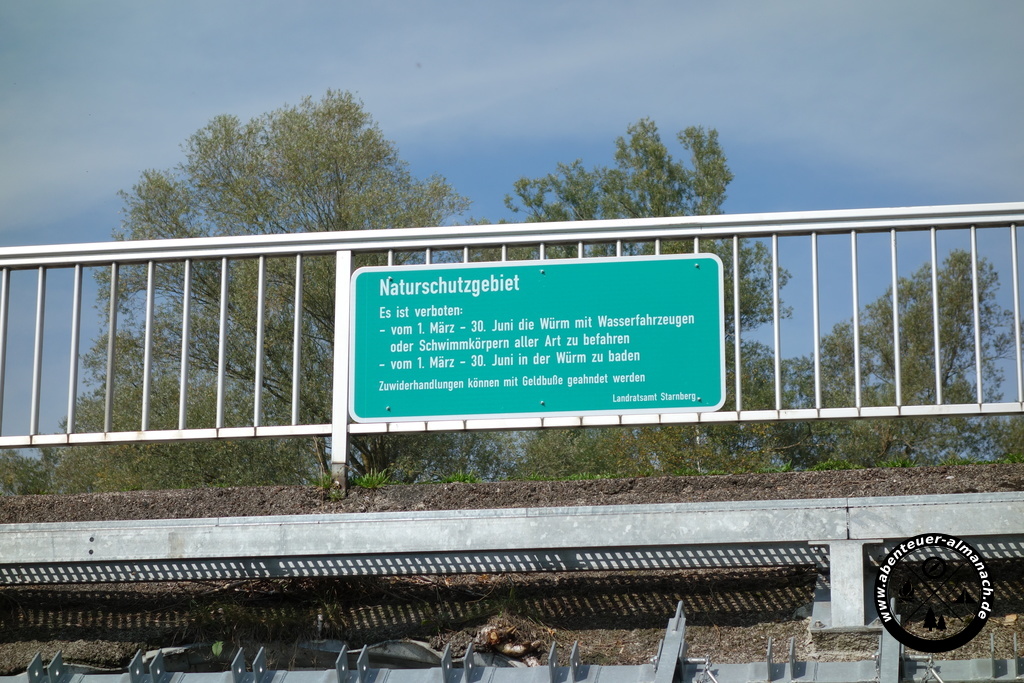 Naturschutzgebiet
Es ist verboten:
- vom 1. März - 30. Juni die Würm mit Wasserfahrzeugen
oder Schwimmkörpern aller Art zu befahren
- vom 1. März - 30. Juni in der Würm zu baden
Zuwiderhandlungen können mit Geldbuße geahndet werden
Landratsamt Starnberg
www.abenteuer-almanach.de